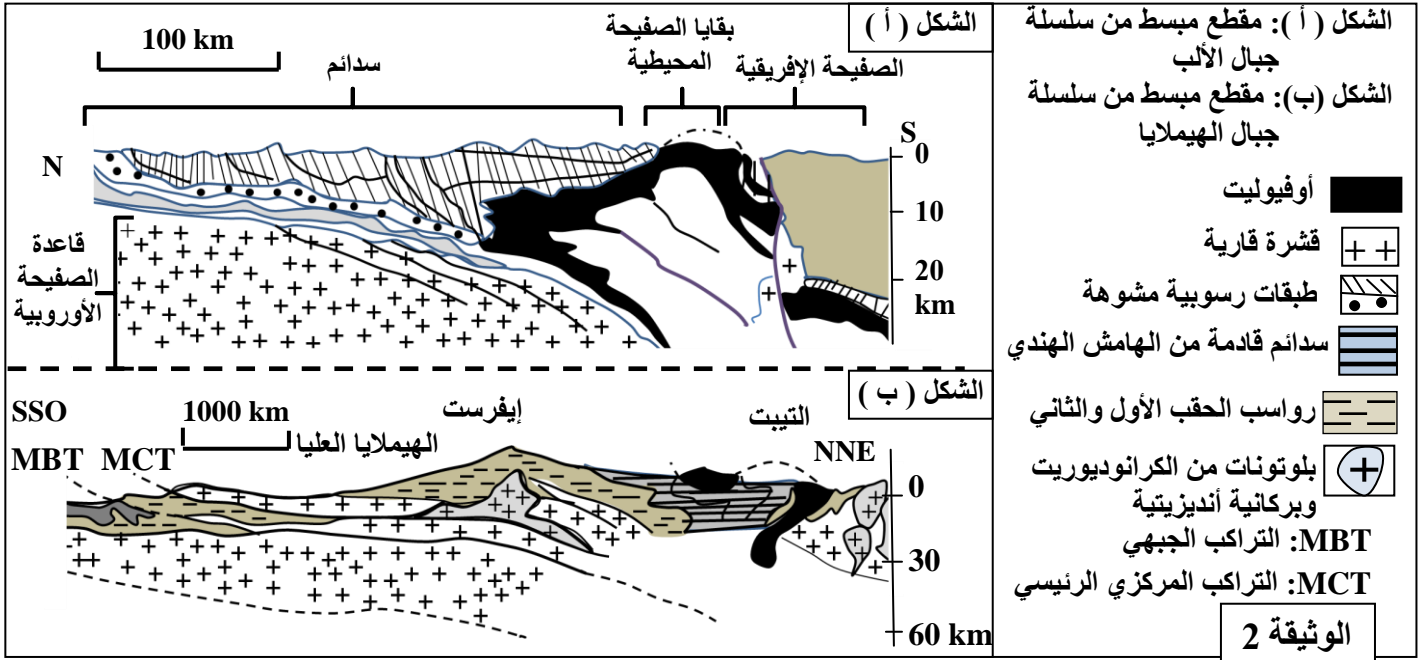 الشكل ( أ ): مقطع مبسط من سلسلة
جبال الألب
الشكل (ب): مقطع مبسط من سلسلة
جبال الهيملايا
أوفيوليت
قشرة قارية
طبقات رسوبية مشوهة
سدائم قادمة من الهامش الهندي
رواسب الحقب الأول والثاني
بلوتونات من الكرانوديوريت
وبركانية أنديزيتية
MBT: التراكب الجبهي
MCT: التراكب المركزي الرئيسي
الوثيقة 2
الشكل ( أ )
100 km
سدائم
بقايا الصفيحة
المحيطية
الصفيحة الإفريقية
N
S
0
10
20
km
قاعدة
الصفيحة
الأوروبية
الشكل ( ب )
SSO
1000 km
إيفرست
التيبت
الهيملايا العليا
NNE
MBT MCT
0
30
60 km